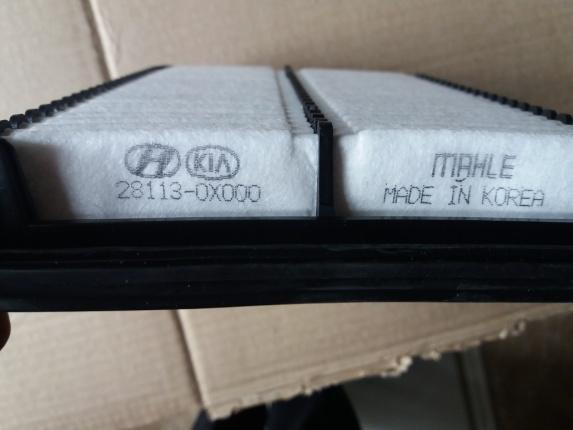 KIA
28113-0X000
MAHLE
MADE IN KOREA